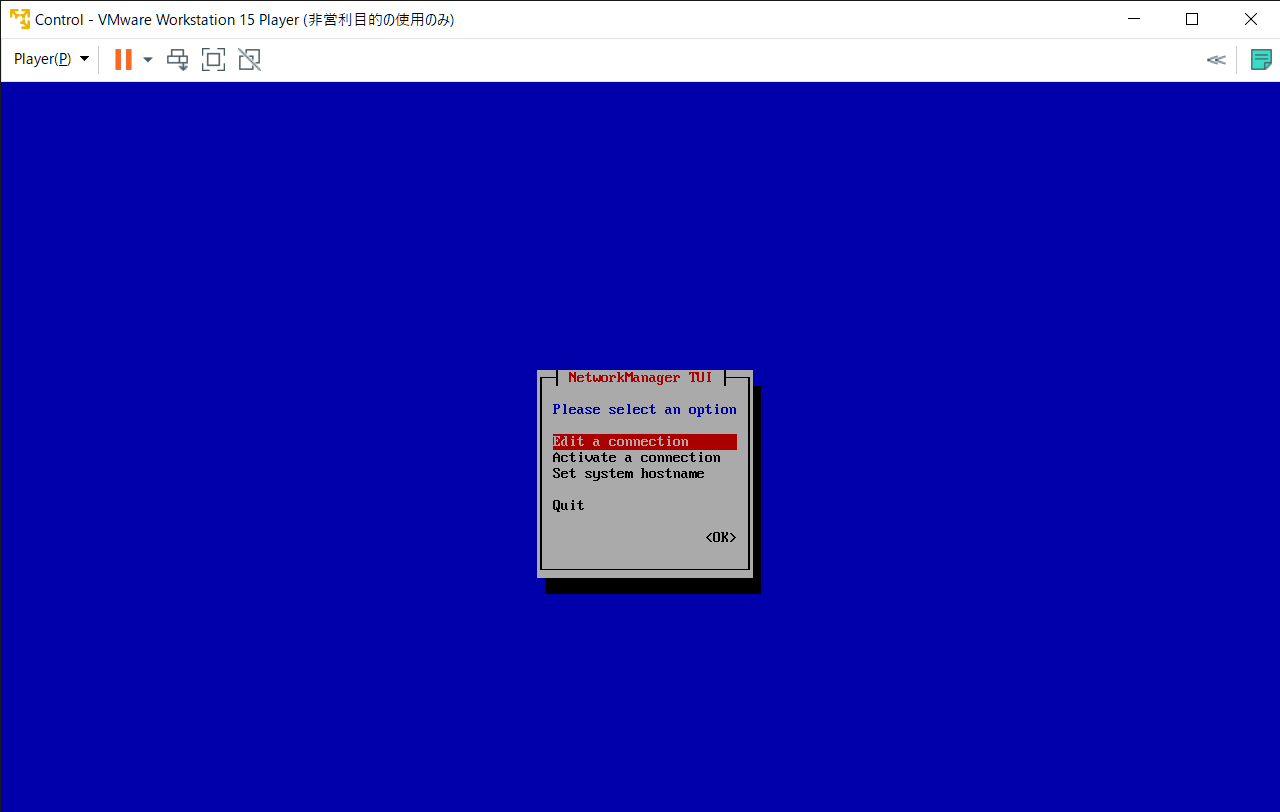 Control - VMware Workstation 15 Player (非営利目的の使用のみ)
Player(P)
NetworkManager TUI
Please select an option
Edit a connection
Activate a connection
Set system hostname
Quit
<OK>